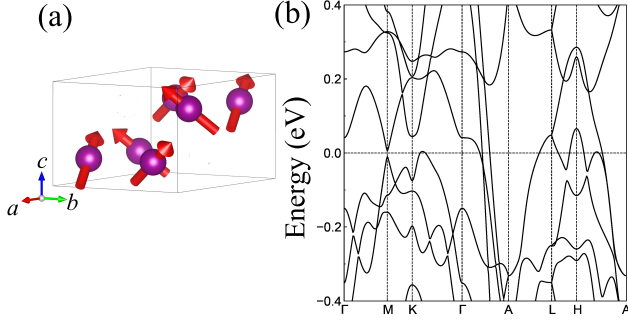 (a)
c
a
b
(b)
Energy (eV)
0.4
0.2
0.0
−0.2
−0.4
Γ M K Γ A L H A